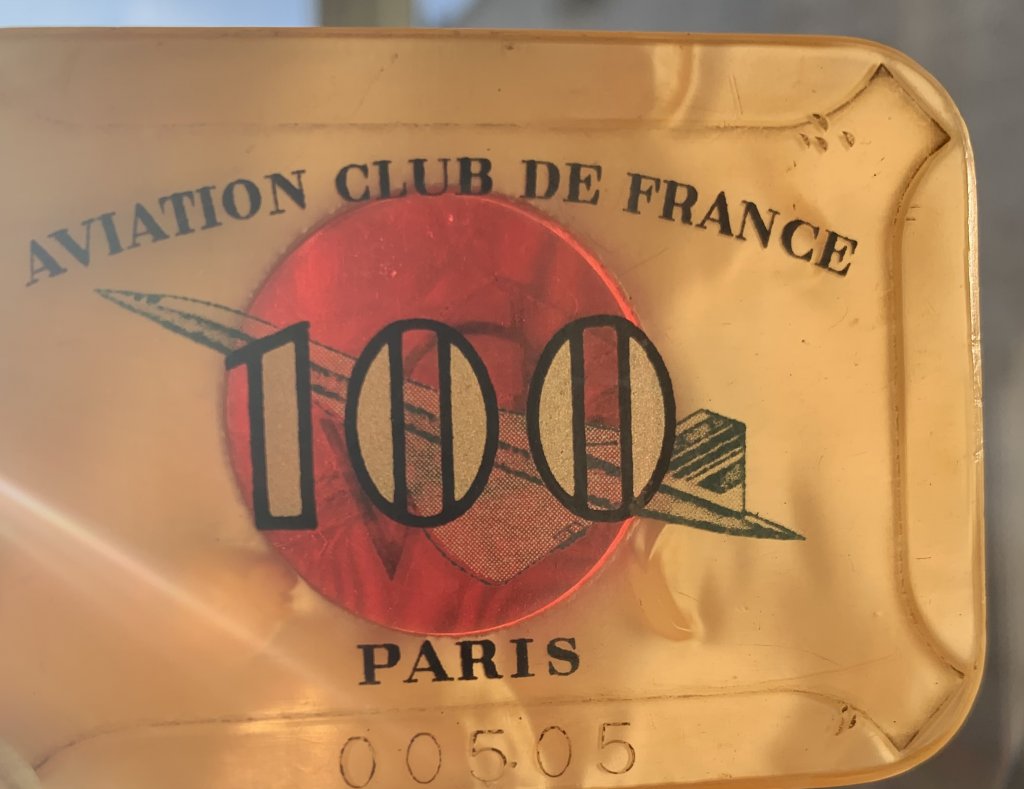 AVIATION CLUB DE FRANCE
100
PARIS
00505